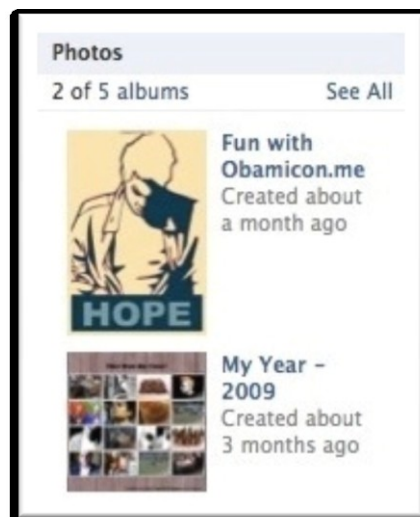 Photos
2 of 5 albums See All
Fun with
Obamicon.me
Created about
a month ago
HOPE
My Year –
2009
Created about
3 months ago